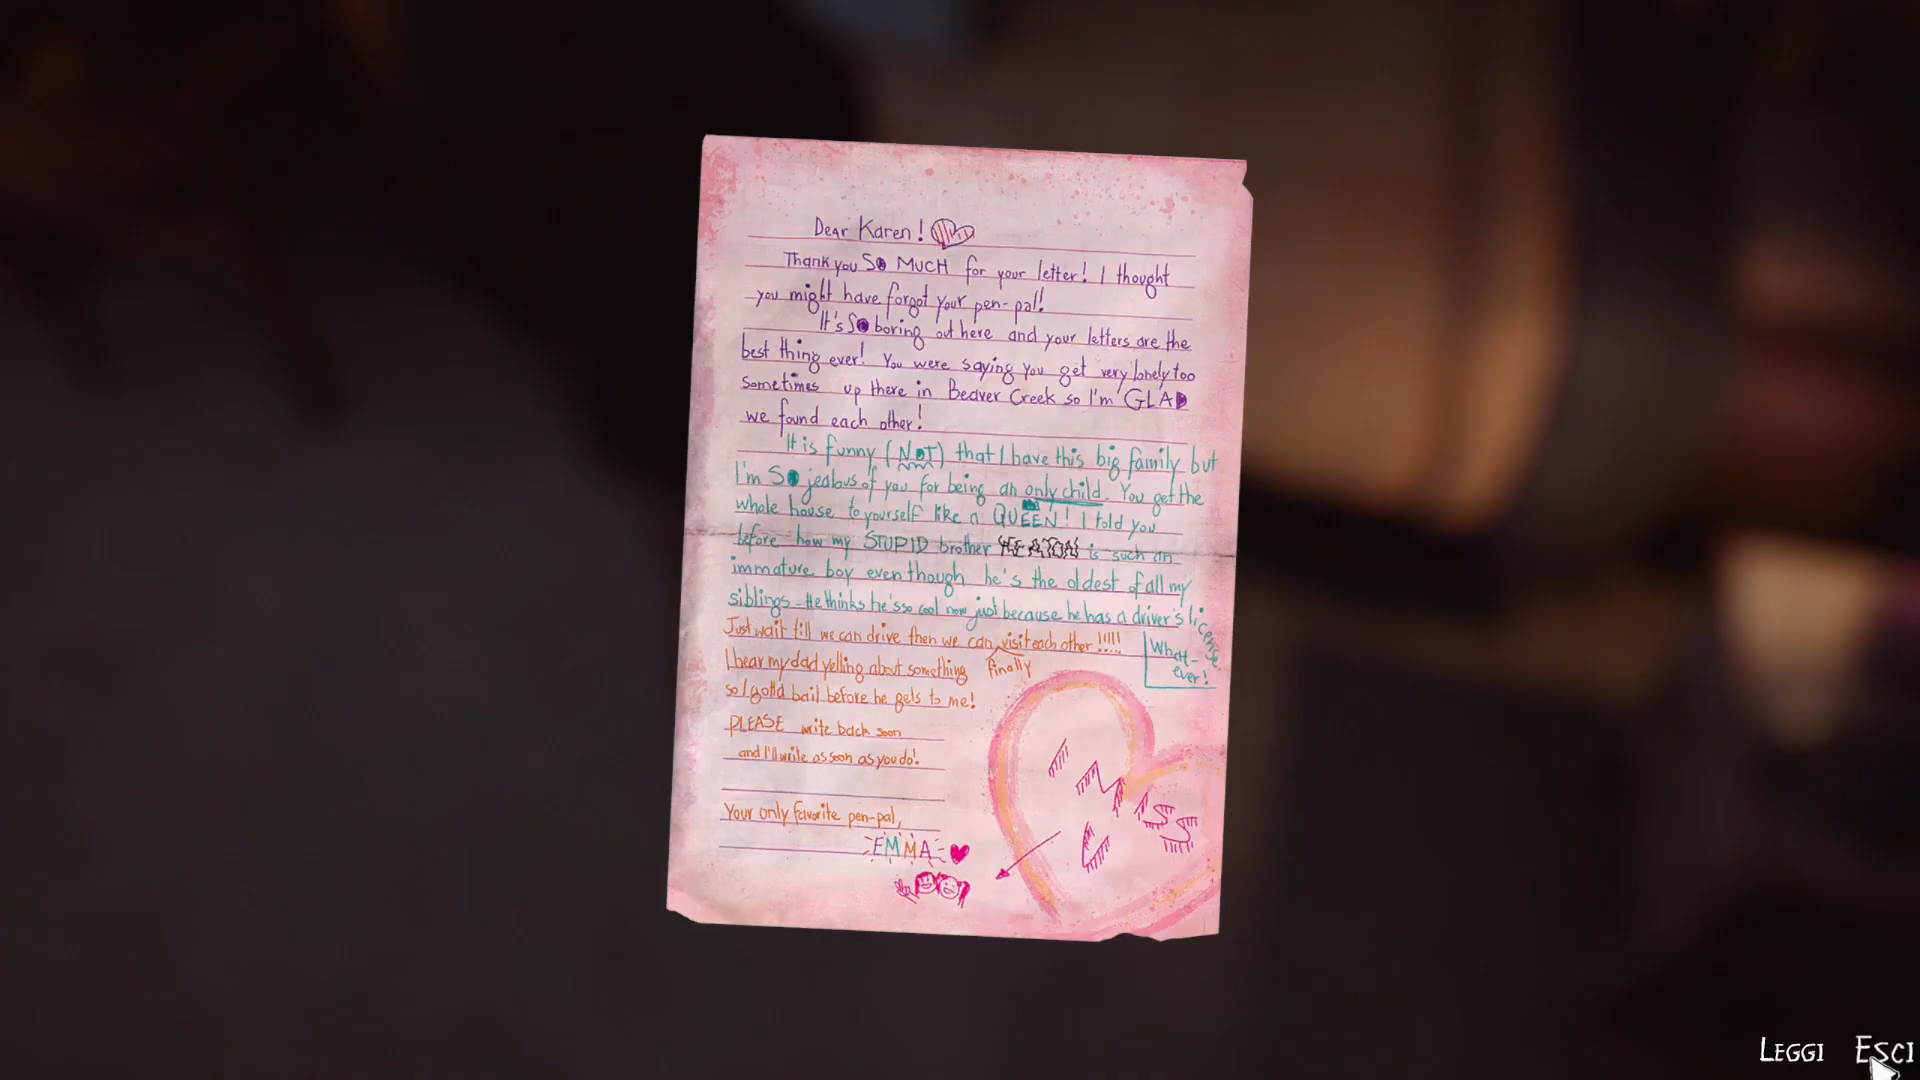 Dear Karen!
Thank you SO MUCH for your letter! I thought
you might have forgot your pen-pal!
It's SO boring out here and your letters are the
best thing ever! You were saying you get very lonely too
sometimes up there in Beaver Creek so I'm GLAD
we found each other!
It is funny (NOT) that I have this big family but
I'm SO jealous of you for being an only child. You get the
whole house to yourself like a QUEEN! I told you
before how my STUPID brother HEATON is such an
immature boy even though he's the oldest of all my
siblings. He thinks he's so cool now just because he has a driver's license.
What-
ever!
Just wait till we can drive then we can visit each other!!!!!
finally
I hear my dad yelling about something
so I gotta bail before he gets to me!
PLEASE write back soon
and I'll write as soon as you do!
Your only favorite pen-pal,
EMMA
I
MISS
U
LEGGI ESCI